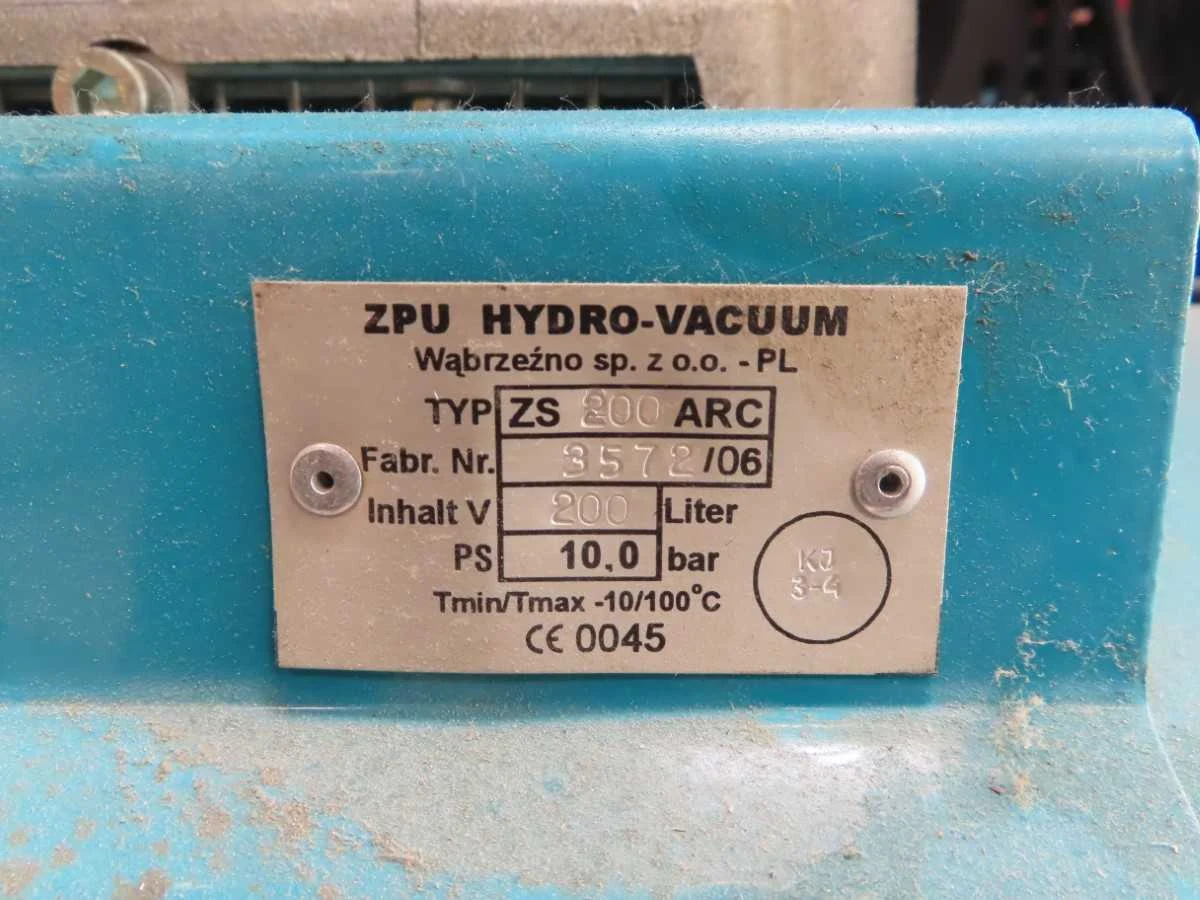 ZPU HYDRO-VACUUM
Wąbrzeźno sp. z o.o. - PL
TYP ZS 200 ARC
Fabr. Nr. 3572/06
Inhalt V 200 Liter
PS 10,0 bar
Tmin/Tmax -10/100°C
CE 0045
KJ
3-4